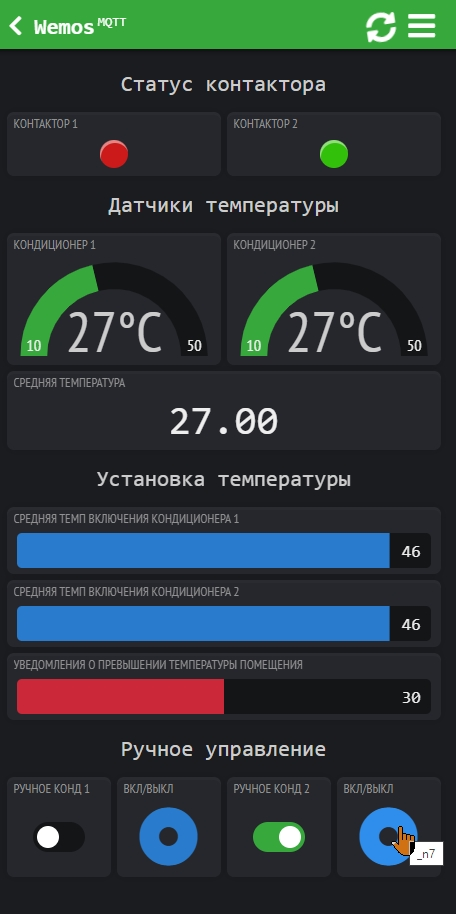 Wemos MQTT
Статус контактора
КОНТАКТОР 1 КОНТАКТОР 2
Датчики температуры
КОНДИЦИОНЕР 1 КОНДИЦИОНЕР 2
27°C 27°C
10 50 10 50
СРЕДНЯЯ ТЕМПЕРАТУРА
27.00
Установка температуры
СРЕДНЯЯ ТЕМП ВКЛЮЧЕНИЯ КОНДИЦИОНЕРА 1
46
СРЕДНЯЯ ТЕМП ВКЛЮЧЕНИЯ КОНДИЦИОНЕРА 2
46
УВЕДОМЛЕНИЯ О ПРЕВЫШЕНИИ ТЕМПЕРАТУРЫ ПОМЕЩЕНИЯ
30
Ручное управление
РУЧНОЕ КОНД 1 ВКЛ/ВЫКЛ РУЧНОЕ КОНД 2 ВКЛ/ВЫКЛ
_n7